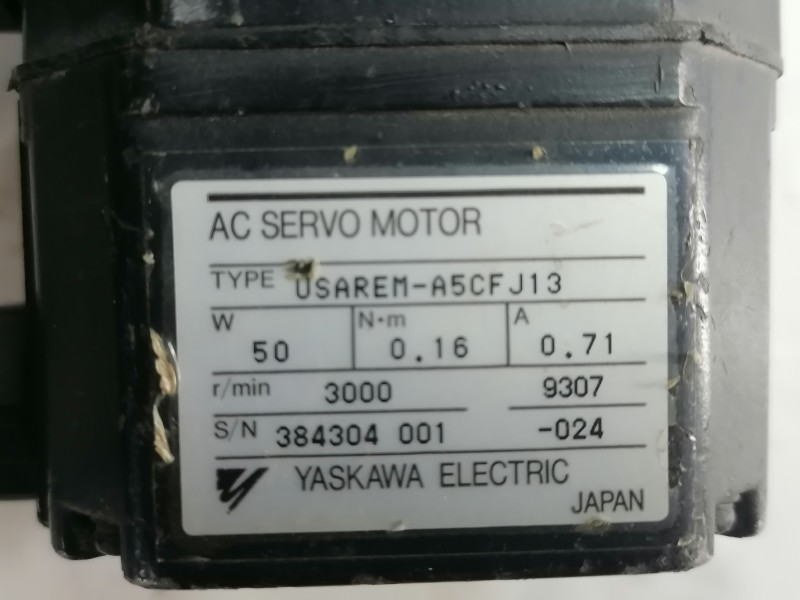 AC SERVO MOTOR
TYPE USAREM-A5CFJ13
W N·m A
50 0.16 0.71
r/min 3000 9307
S/N 384304 001 -024
YASKAWA ELECTRIC
JAPAN